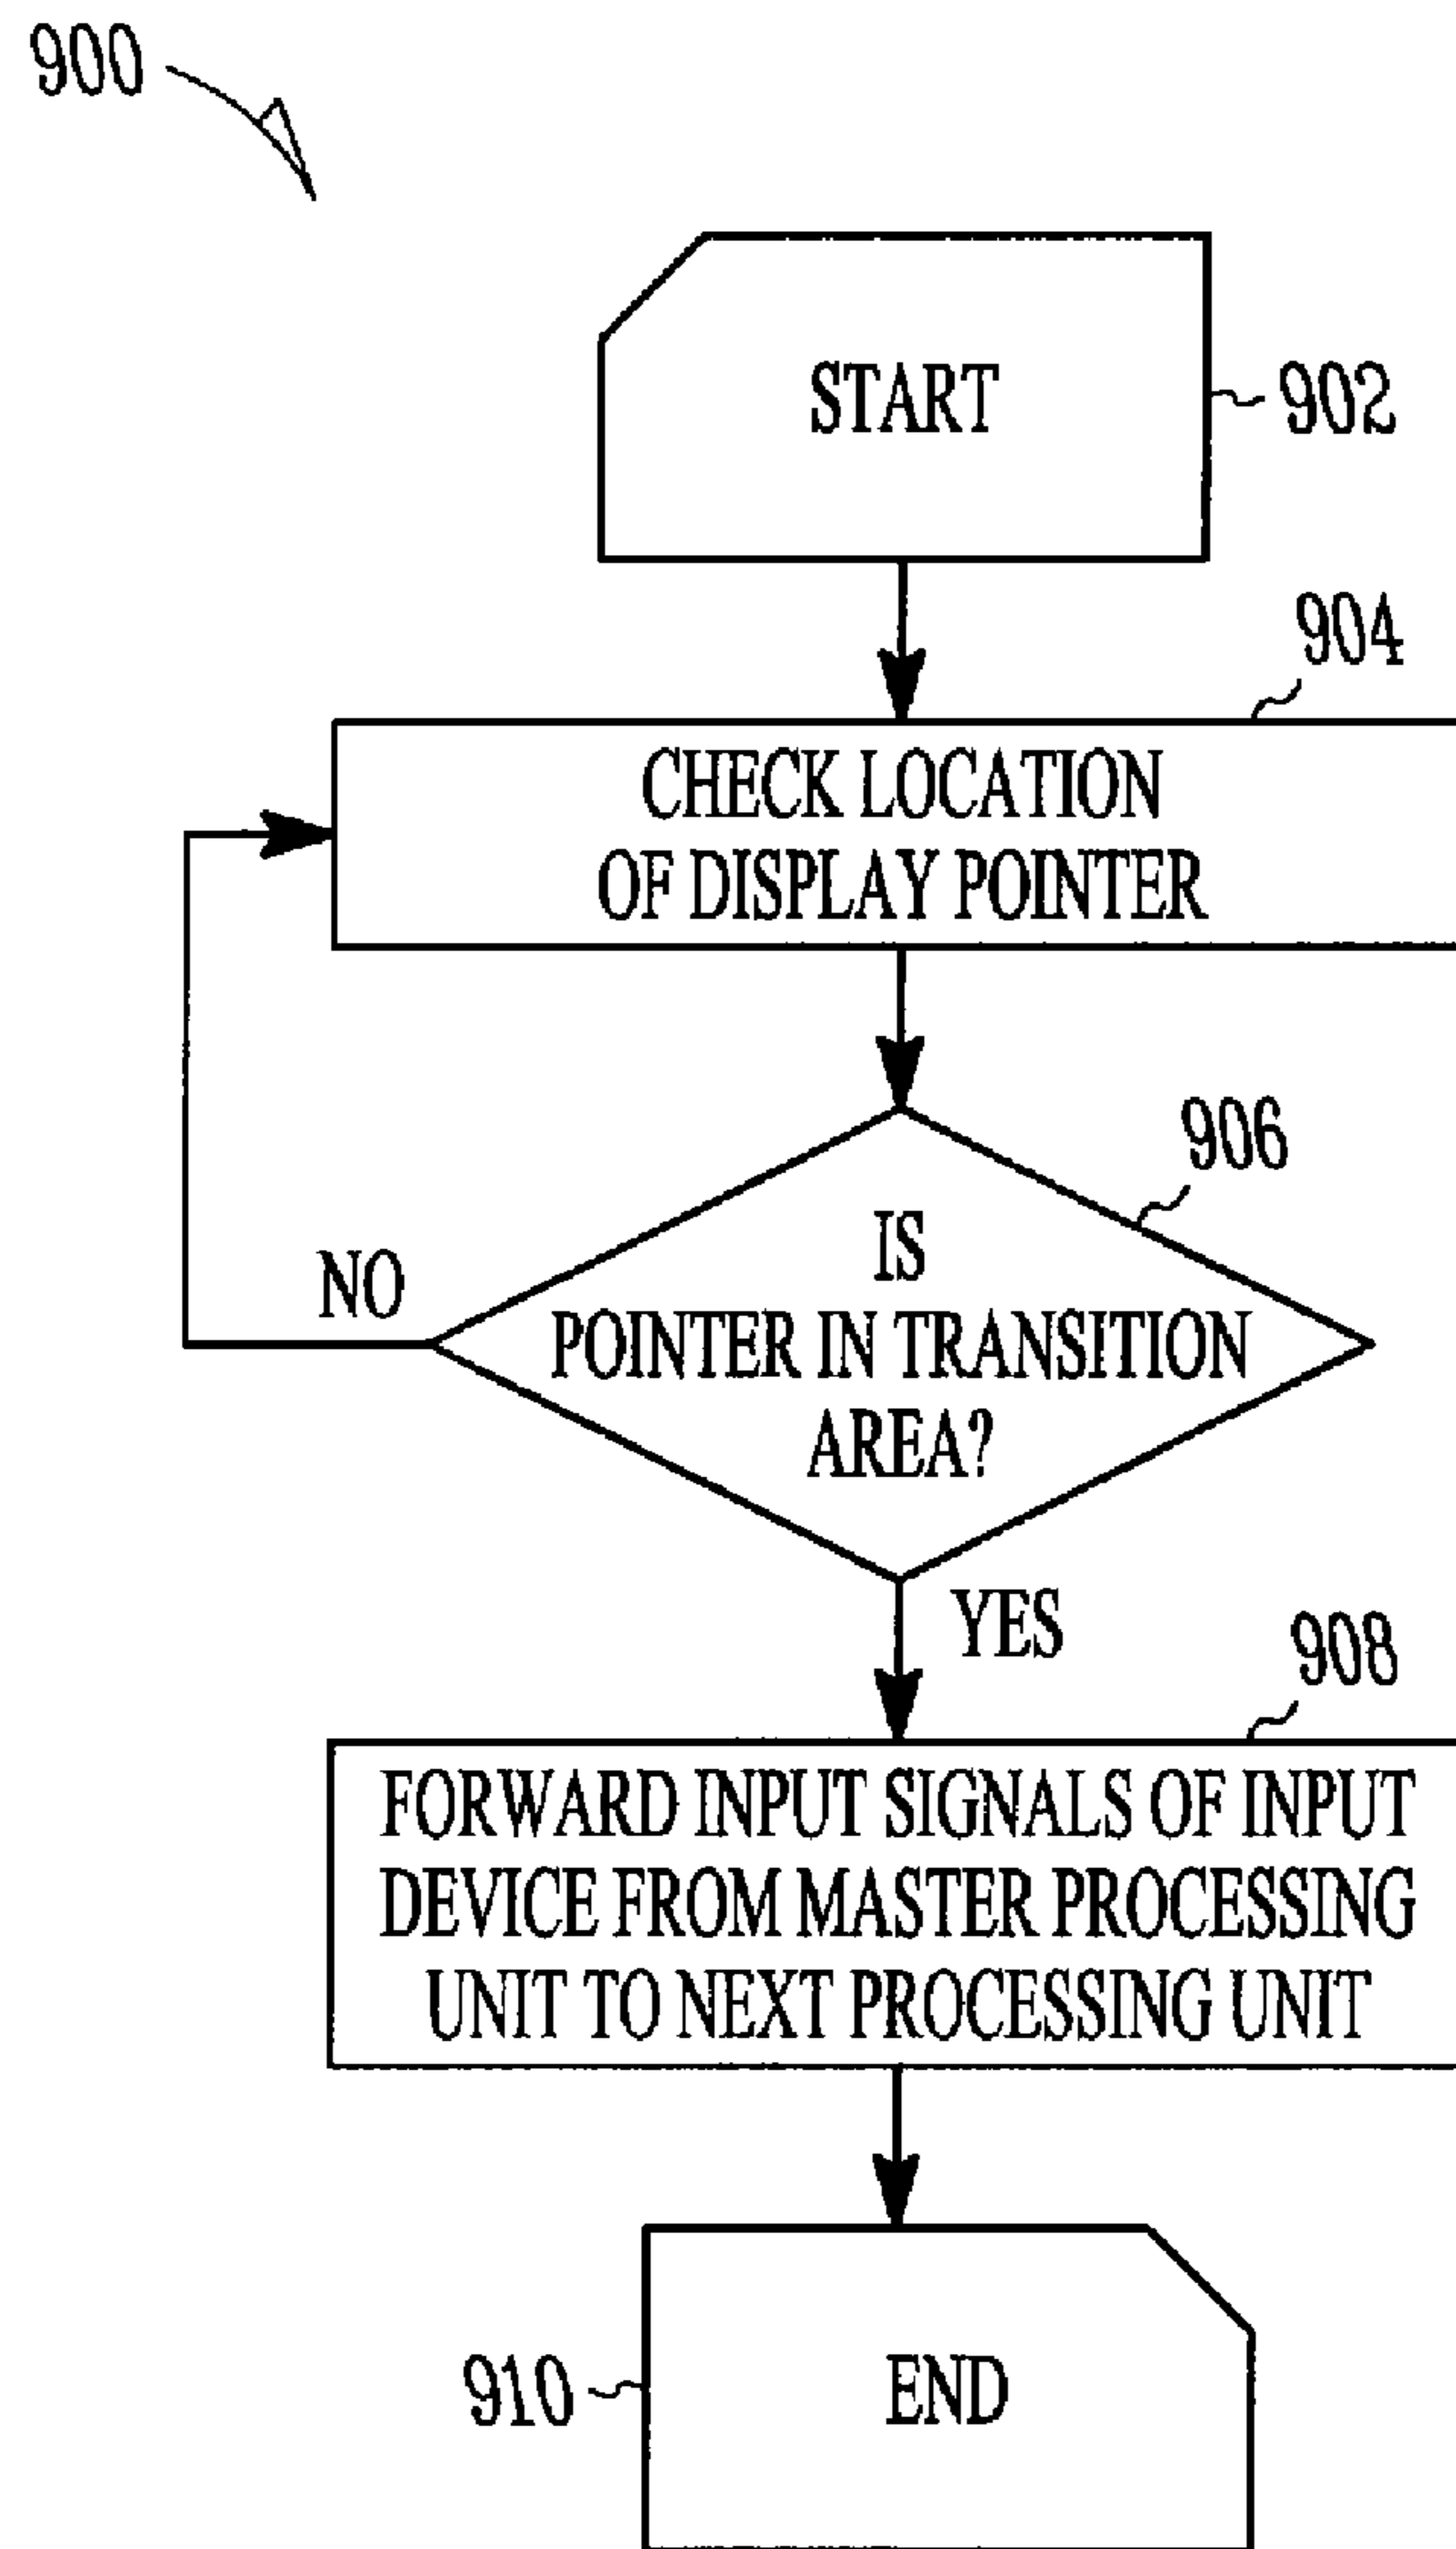 900
START
902
904
CHECK LOCATION
OF DISPLAY POINTER
906
IS
POINTER IN TRANSITION
AREA?
NO
YES
908
FORWARD INPUT SIGNALS OF INPUT
DEVICE FROM MASTER PROCESSING
UNIT TO NEXT PROCESSING UNIT
910
END